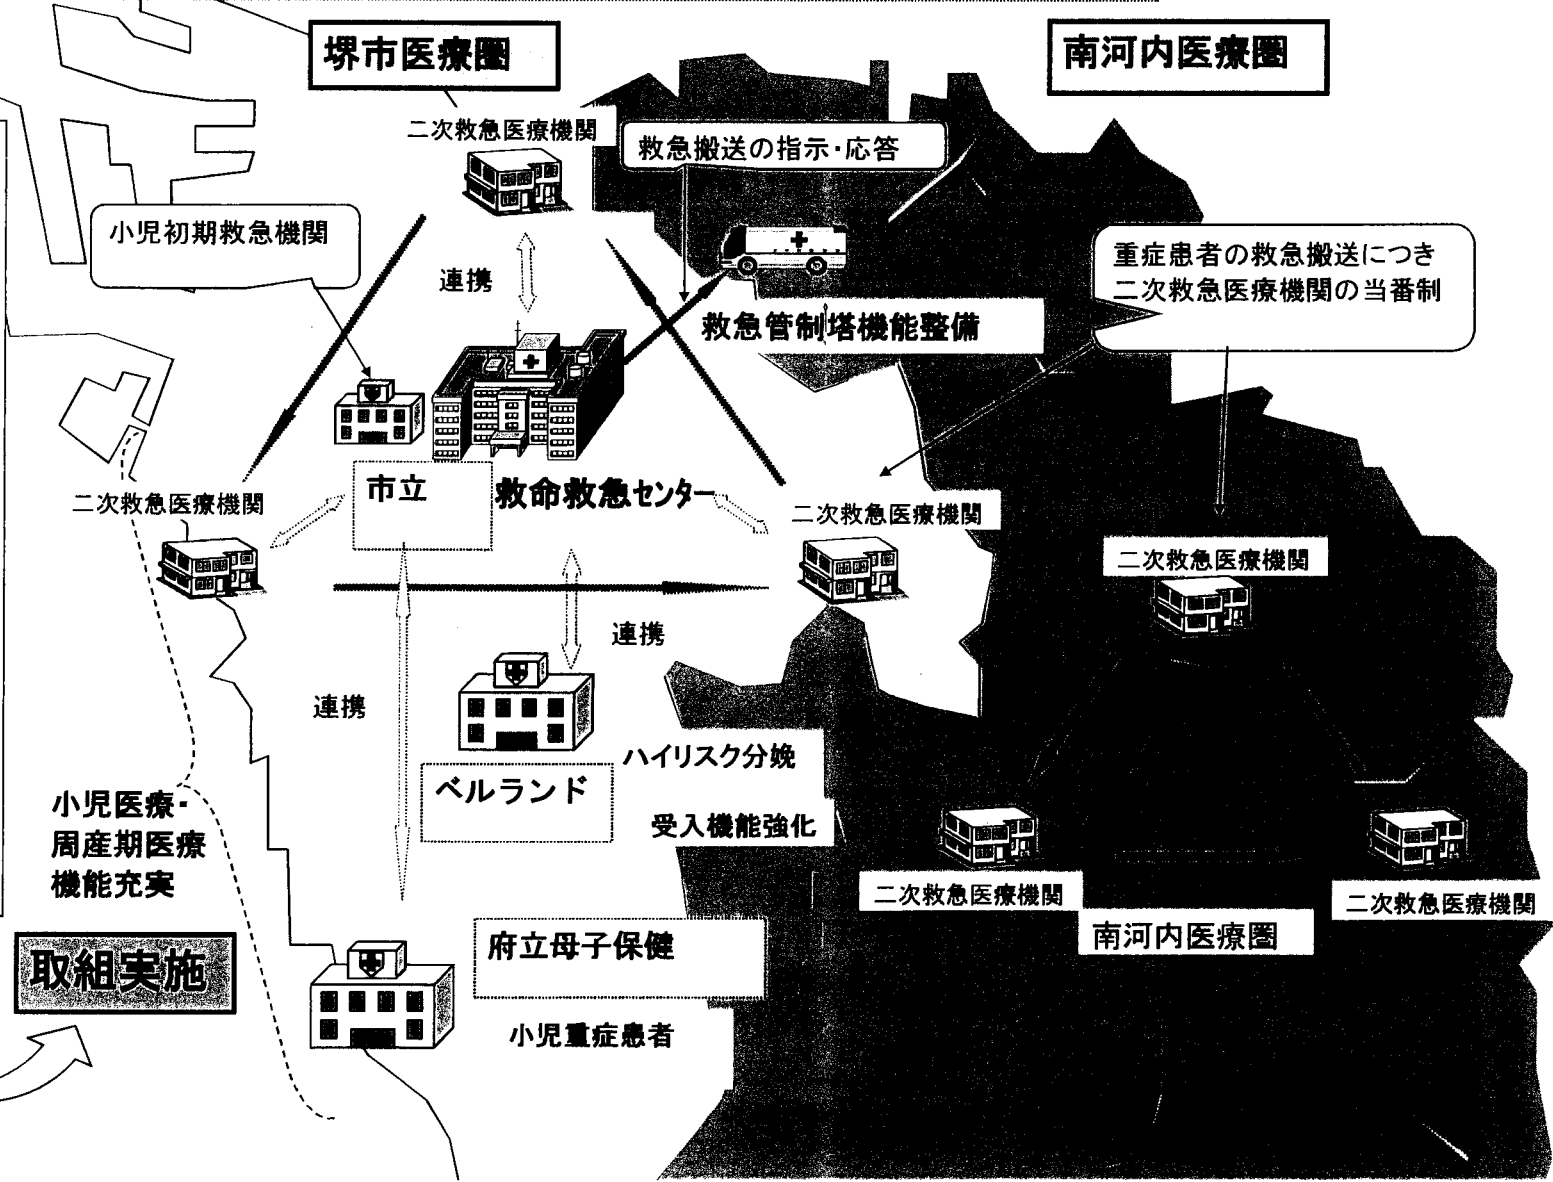 堺市医療圏
南河内医療圏
二次救急医療機関
救急搬送の指示・応答
小児初期救急機関
重症患者の救急搬送につき
二次救急医療機関の当番制
連携
救急管制塔機能整備
市立
救命救急センター
二次救急医療機関
二次救急医療機関
二次救急医療機関
連携
連携
ハイリスク分娩
ベルランド
受入機能強化
小児医療・
周産期医療
機能充実
二次救急医療機関
二次救急医療機関
南河内医療圏
府立母子保健
取組実施
小児重症患者